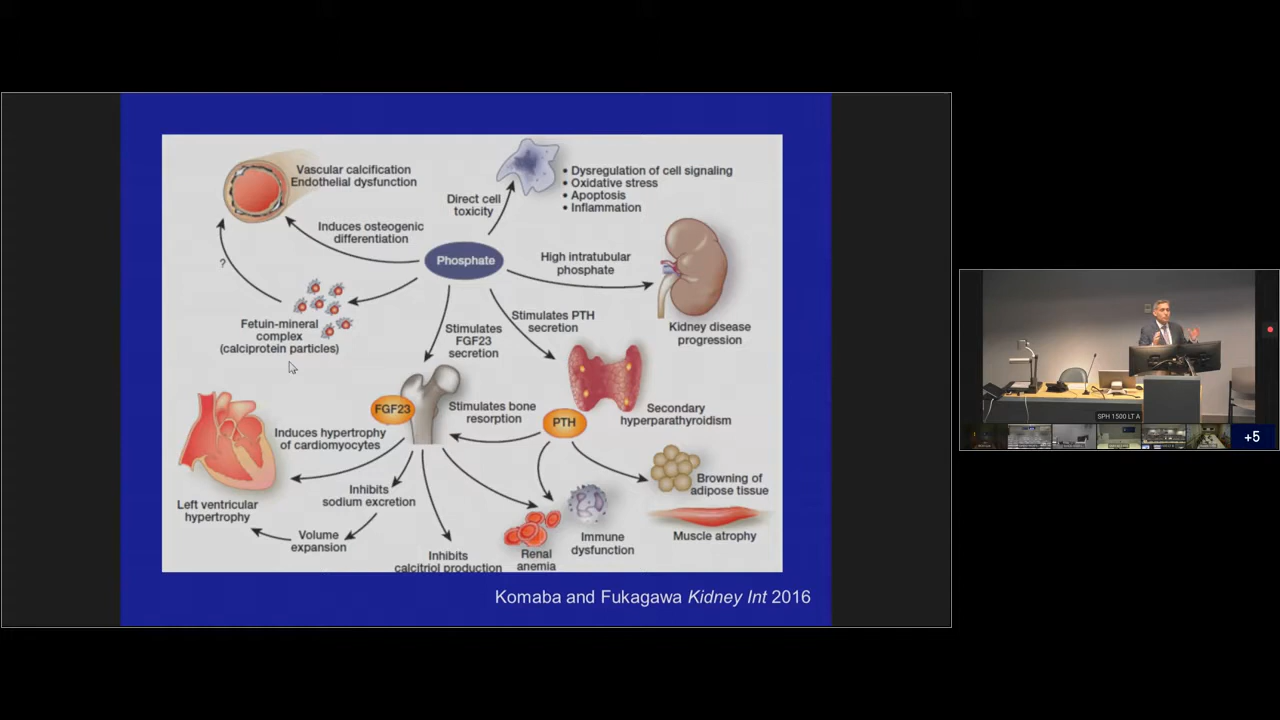 Vascular calcification
Endothelial dysfunction
• Dysregulation of cell signaling
• Oxidative stress
• Apoptosis
• Inflammation
Direct cell
toxicity
Induces osteogenic
differentiation
Phosphate
High intratubular
phosphate
?
Fetuin-mineral
complex
(calciprotein particles)
Stimulates
FGF23
secretion
Stimulates PTH
secretion
Kidney disease
progression
FGF23
Stimulates bone
resorption
PTH
Secondary
hyperparathyroidism
Induces hypertrophy
of cardiomyocytes
Left ventricular
hypertrophy
Inhibits
sodium excretion
Volume
expansion
Inhibits
calcitriol production
Renal
anemia
Immune
dysfunction
Browning of
adipose tissue
Muscle atrophy
Komaba and Fukagawa Kidney Int 2016
SPH 1500 LT A
+5